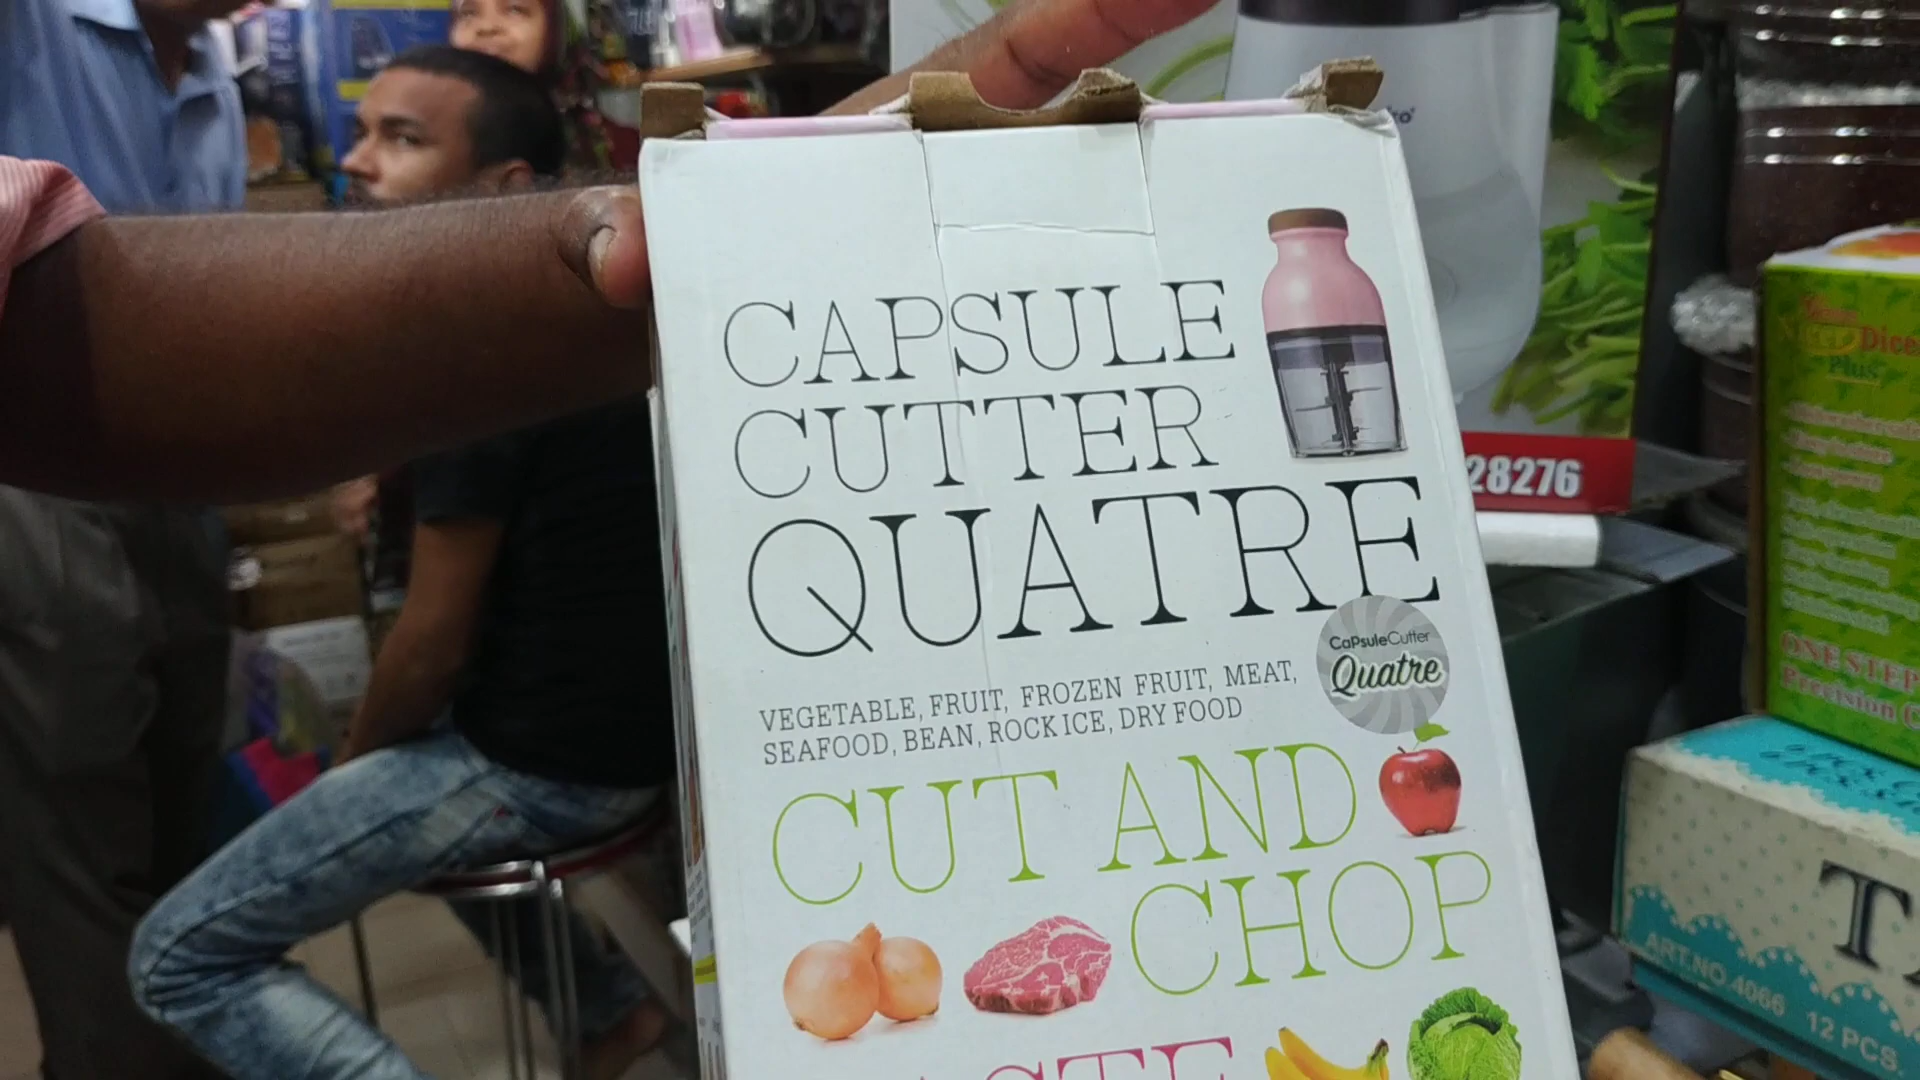 CAPSULE
CUTTER
QUATRE
CaPsuleCutter
Quatre
VEGETABLE, FRUIT, FROZEN FRUIT, MEAT,
SEAFOOD, BEAN, ROCK ICE, DRY FOOD
CUT AND
CHOP
28276
Plus
ONE STEP
Precision
ART.NO.4066
12 PCS.